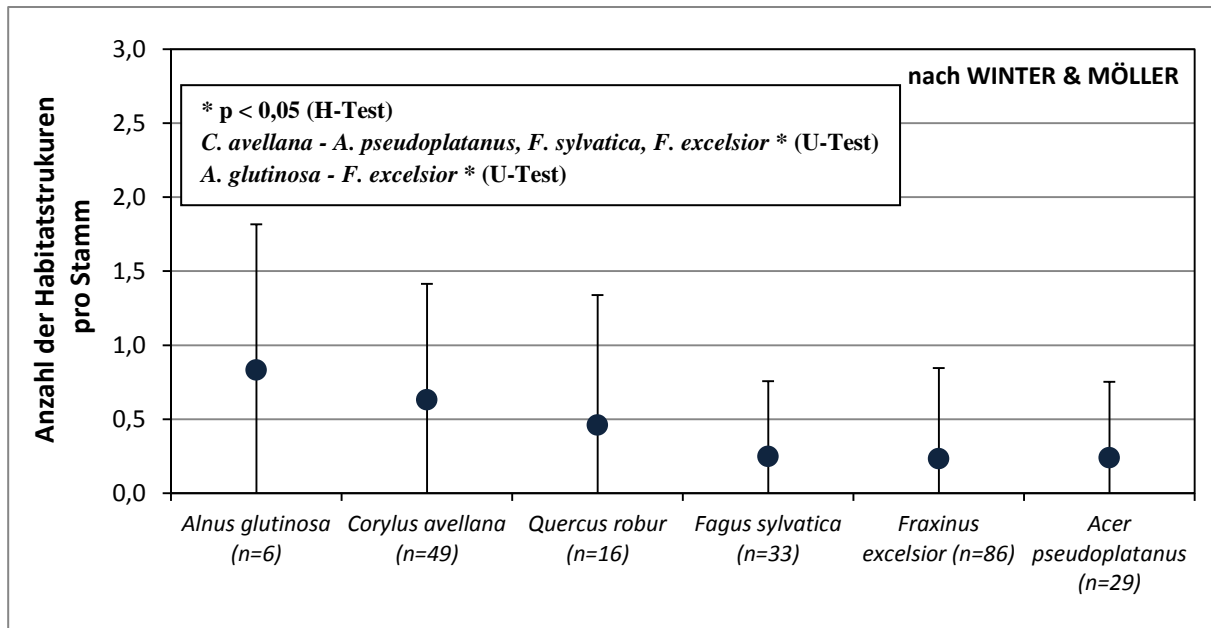 nach WINTER & MÖLLER
* p < 0,05 (H-Test)
C. avellana - A. pseudoplatanus, F. sylvatica, F. excelsior * (U-Test)
A. glutinosa - F. excelsior * (U-Test)
Anzahl der Habitatstrukuren
pro Stamm
3,0
2,5
2,0
1,5
1,0
0,5
0,0
Alnus glutinosa
(n=6)
Corylus avellana
(n=49)
Quercus robur
(n=16)
Fagus sylvatica
(n=33)
Fraxinus
excelsior (n=86)
Acer
pseudoplatanus
(n=29)